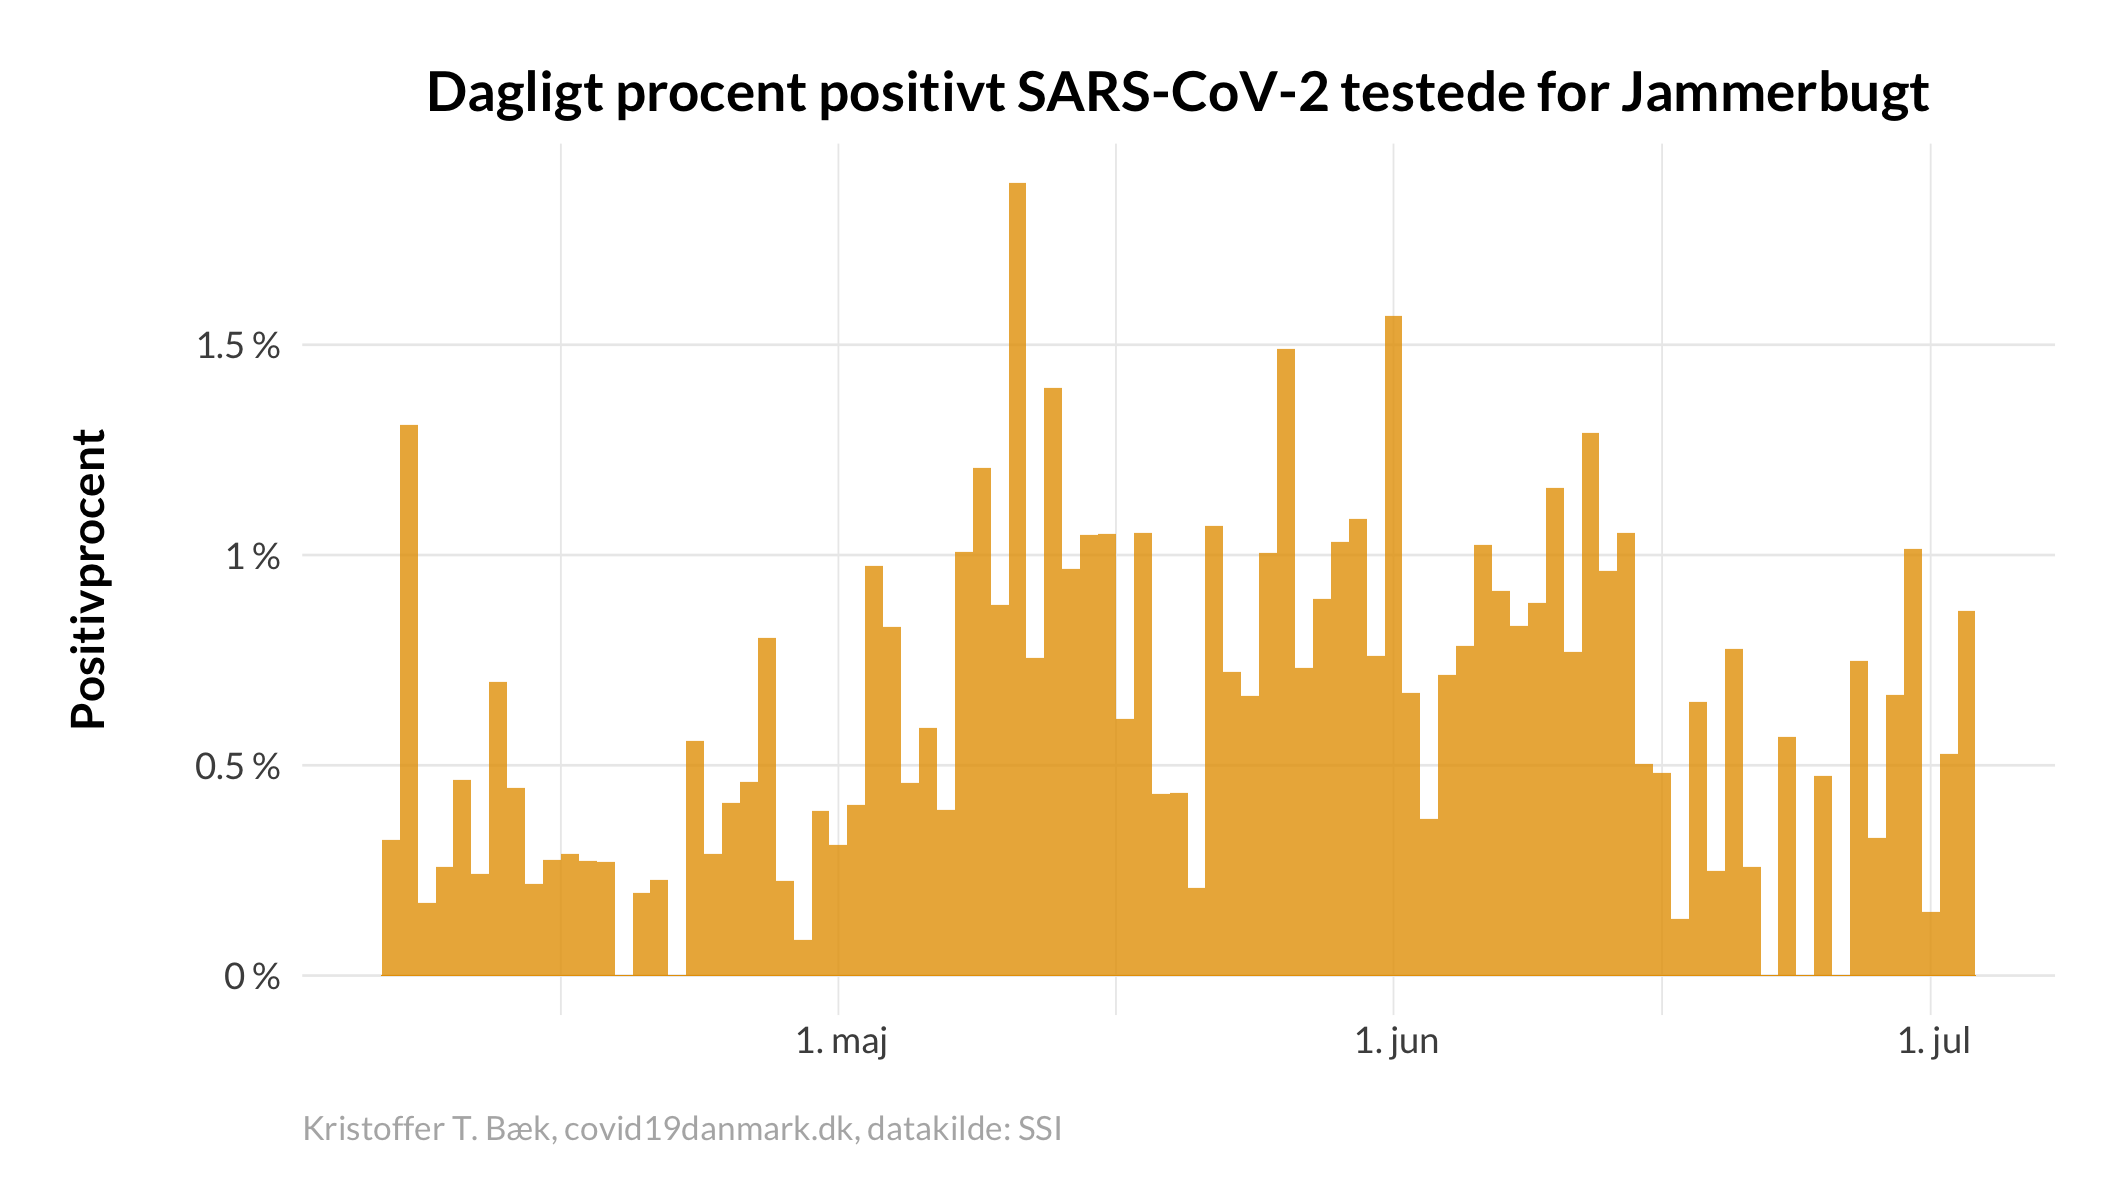 Dagligt procent positivt SARS-CoV-2 testede for Jammerbugt
Positivprocent
1.5 %
1 %
0.5 %
0 %
1. maj
1. jun
1. jul
Kristoffer T. Bæk, covid19danmark.dk, datakilde: SSI